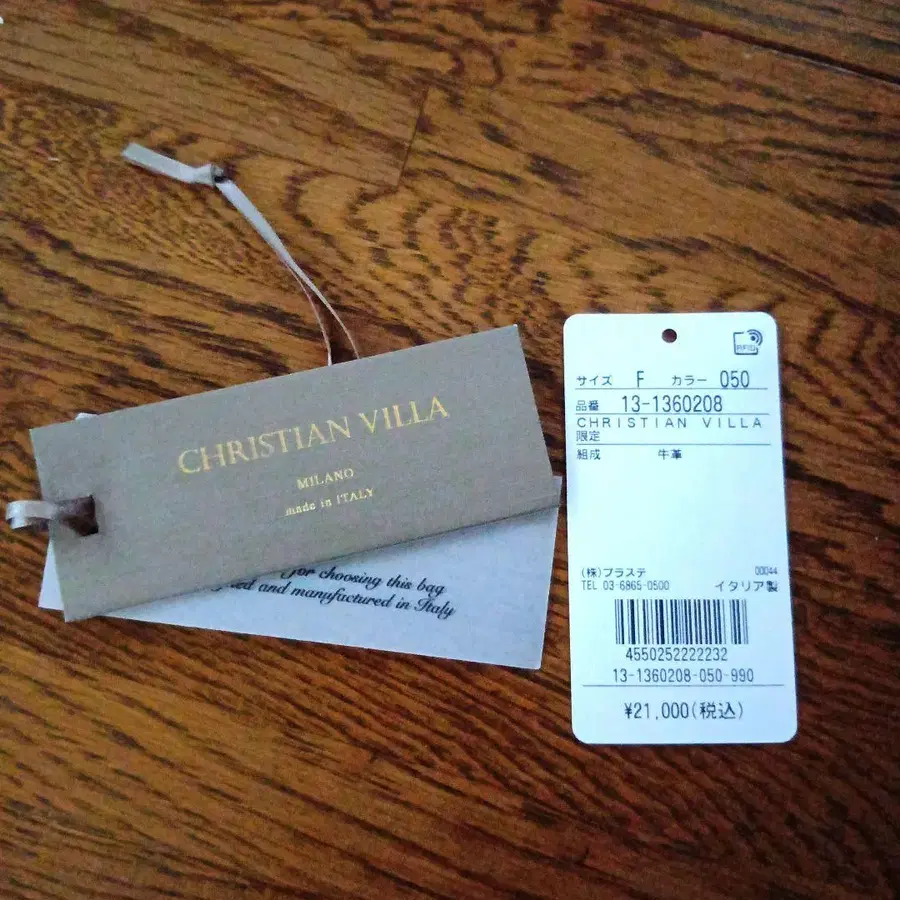 CHRISTIAN VILLA
MILANO
made in ITALY
for choosing this bag
and manufactured in Italy
RFID
サイズ F カラー 050
品番 13-1360208
CHRISTIAN VILLA
限定
組成 牛革
(株)プラステ 00044
TEL 03-6865-0500 イタリア製
4550252222232
13-1360208-050-990
¥21,000(税込)